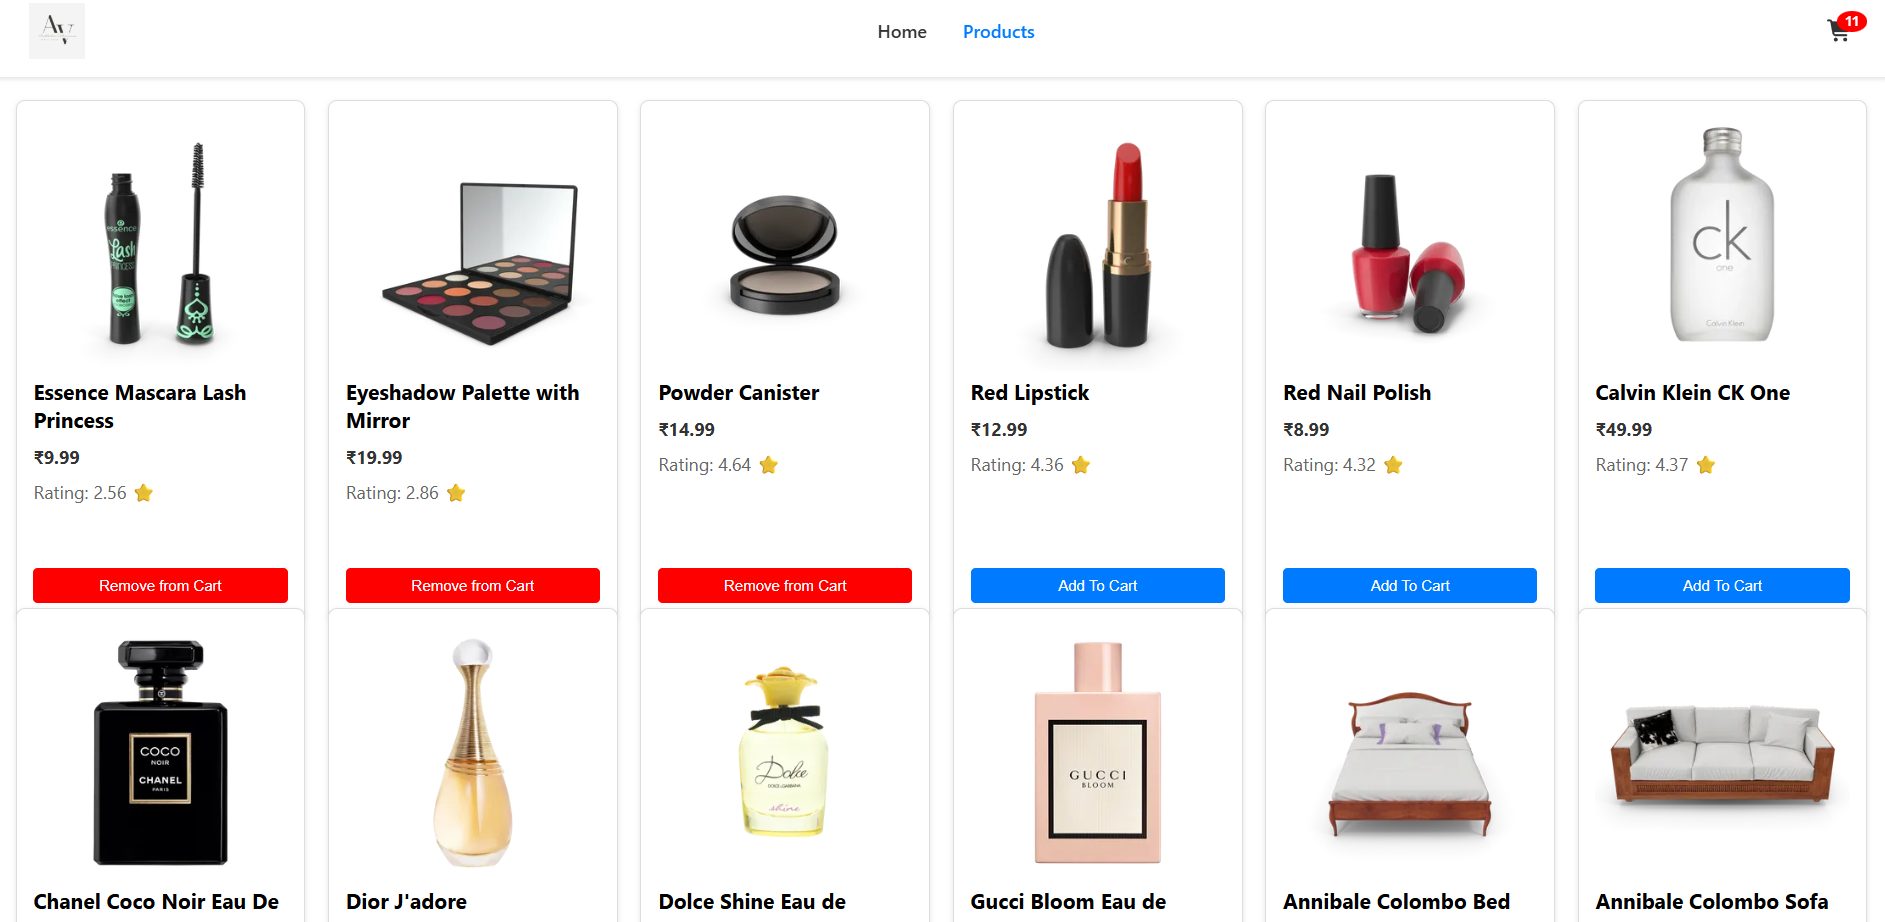 AV
Home
Products
11
essence
Lash
PRINCESS
ck
one
Calvin Klein
Essence Mascara Lash
Princess
₹9.99
Rating: 2.56
Remove from Cart
Eyeshadow Palette with
Mirror
₹19.99
Rating: 2.86
Remove from Cart
Powder Canister
₹14.99
Rating: 4.64
Remove from Cart
Red Lipstick
₹12.99
Rating: 4.36
Add To Cart
Red Nail Polish
₹8.99
Rating: 4.32
Add To Cart
Calvin Klein CK One
₹49.99
Rating: 4.37
Add To Cart
COCO
NOIR
CHANEL
PARIS
Dolce
DOLCE & GABBANA
shine
GUCCI
BLOOM
Chanel Coco Noir Eau De
Dior J'adore
Dolce Shine Eau de
Gucci Bloom Eau de
Annibale Colombo Bed
Annibale Colombo Sofa